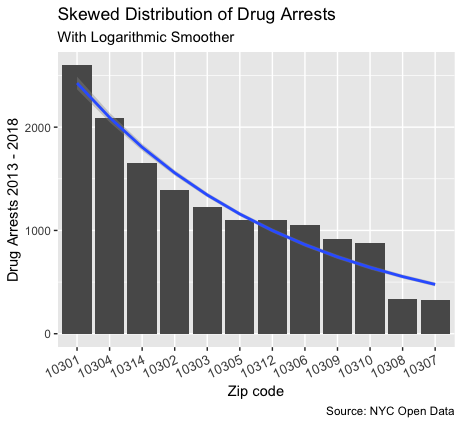 Skewed Distribution of Drug Arrests
With Logarithmic Smoother
Drug Arrests 2013 - 2018
2000
1000
0
10301 10304 10314 10302 10303 10305 10312 10306 10309 10310 10308 10307
Zip code
Source: NYC Open Data